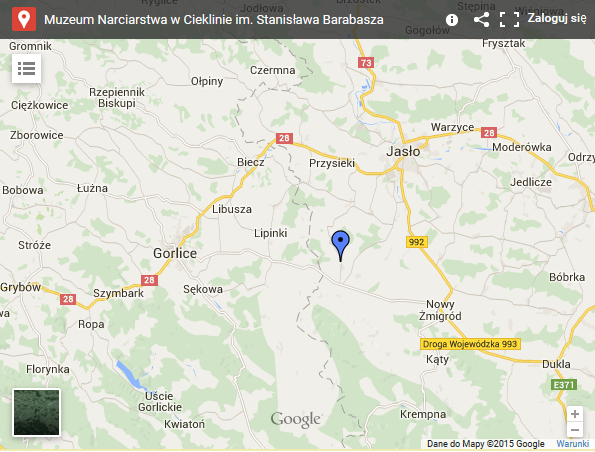 Muzeum Narciarstwa w Cieklinie im. Stanisława Barabasza
Zaloguj się
Ryglice
Jodłowa
Stępina
Wiśniowa
Gogołów
Gromnik
Frysztak
Czermna
73
Ołpiny
Rzepiennik
Biskupi
Ciężkowice
Zborowice
28
Warzyce
28
Moderówka
Jasło
Biecz
Przysieki
Odrzy
Bobowa
Łużna
Jedlicze
Libusza
Lipinki
992
Stróże
Gorlice
28
Bóbrka
Grybów
Szymbark
Sękowa
28
Nowy
Żmigród
Ropa
Droga Wojewódzka 993
Kąty
Florynka
Dukla
E371
Uście
Gorlickie
Krempna
Kwiatoń
Google
Dane do Mapy ©2015 Google
Warunki